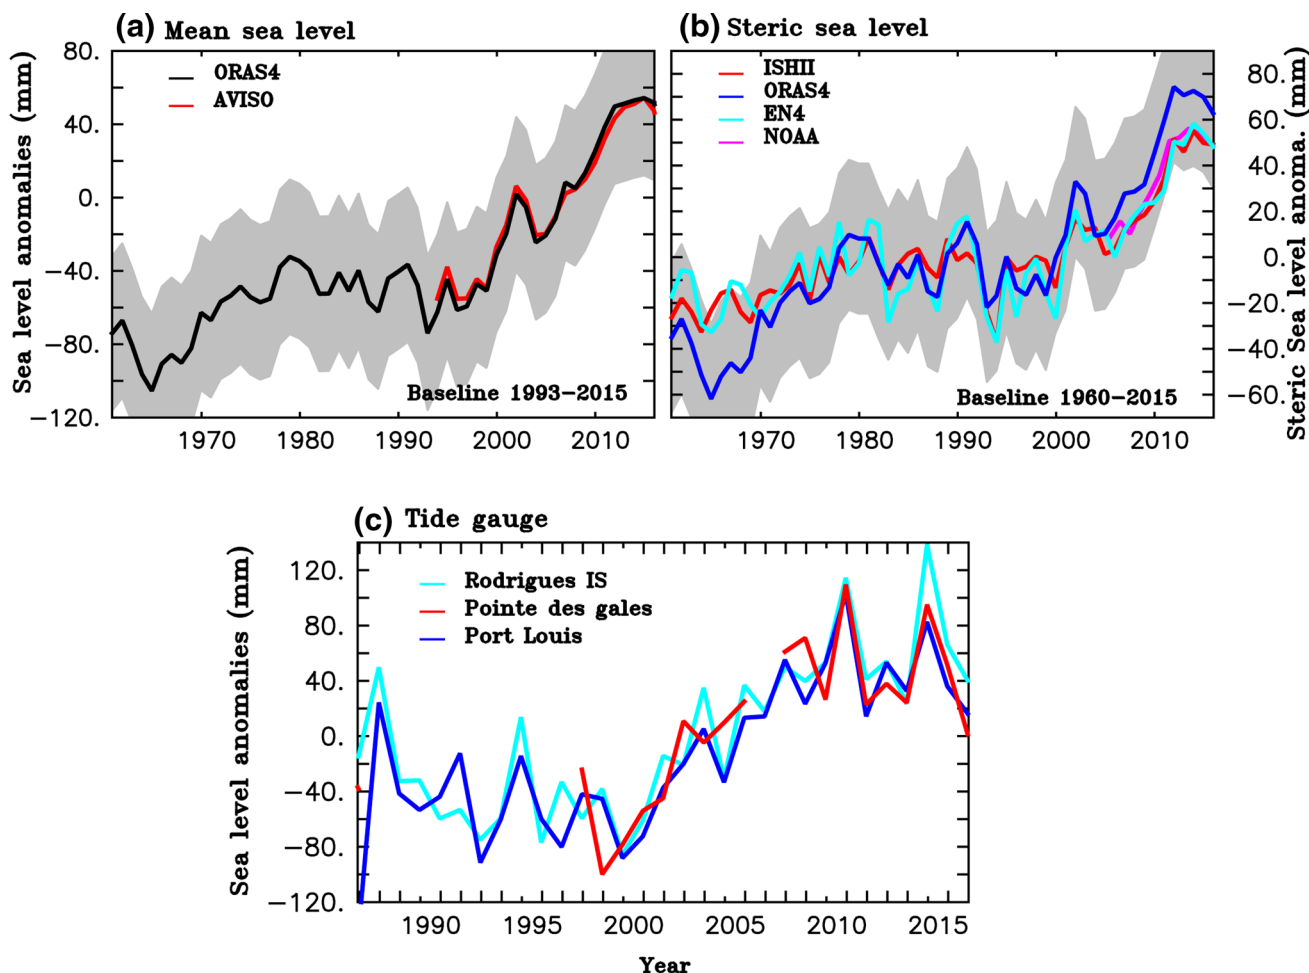 (a) Mean sea level
Sea level anomalies (mm)
80.
40.
0.
−40.
−80.
−120.
ORAS4
AVISO
Baseline 1993−2015
1970 1980 1990 2000 2010
(b) Steric sea level
ISHII
ORAS4
EN4
NOAA
Baseline 1960−2015
80.
60.
40.
20.
0.
−20.
−40.
−60.
Steric Sea level anoma. (mm)
1970 1980 1990 2000 2010
(c) Tide gauge
Sea level anomalies (mm)
120.
80.
40.
0.
−40.
−80.
−120.
Rodrigues IS
Pointe des gales
Port Louis
1990 1995 2000 2005 2010 2015
Year